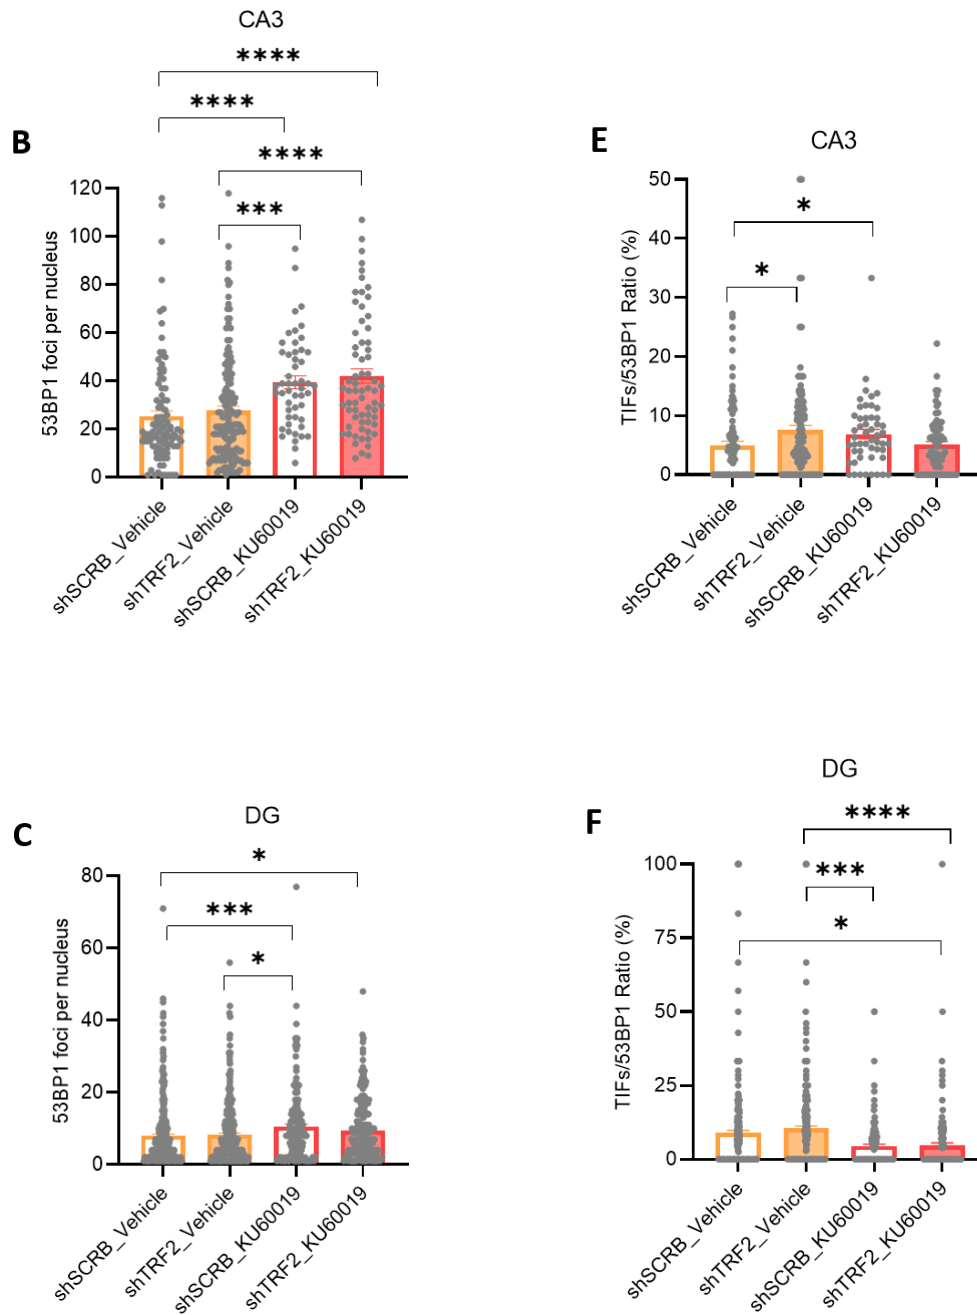 CA3
****
****
B
****
***
120
100
80
60
40
20
0
53BP1 foci per nucleus
shSCRB_Vehicle
shTRF2_Vehicle
shSCRB_KU60019
shTRF2_KU60019
E
CA3
*
*
50
40
30
20
10
0
TIFs/53BP1 Ratio (%)
shSCRB_Vehicle
shTRF2_Vehicle
shSCRB_KU60019
shTRF2_KU60019
DG
C
*
***
*
80
60
40
20
0
53BP1 foci per nucleus
shSCRB_Vehicle
shTRF2_Vehicle
shSCRB_KU60019
shTRF2_KU60019
DG
F
****
***
*
100
75
50
25
0
TIFs/53BP1 Ratio (%)
shSCRB_Vehicle
shTRF2_Vehicle
shSCRB_KU60019
shTRF2_KU60019